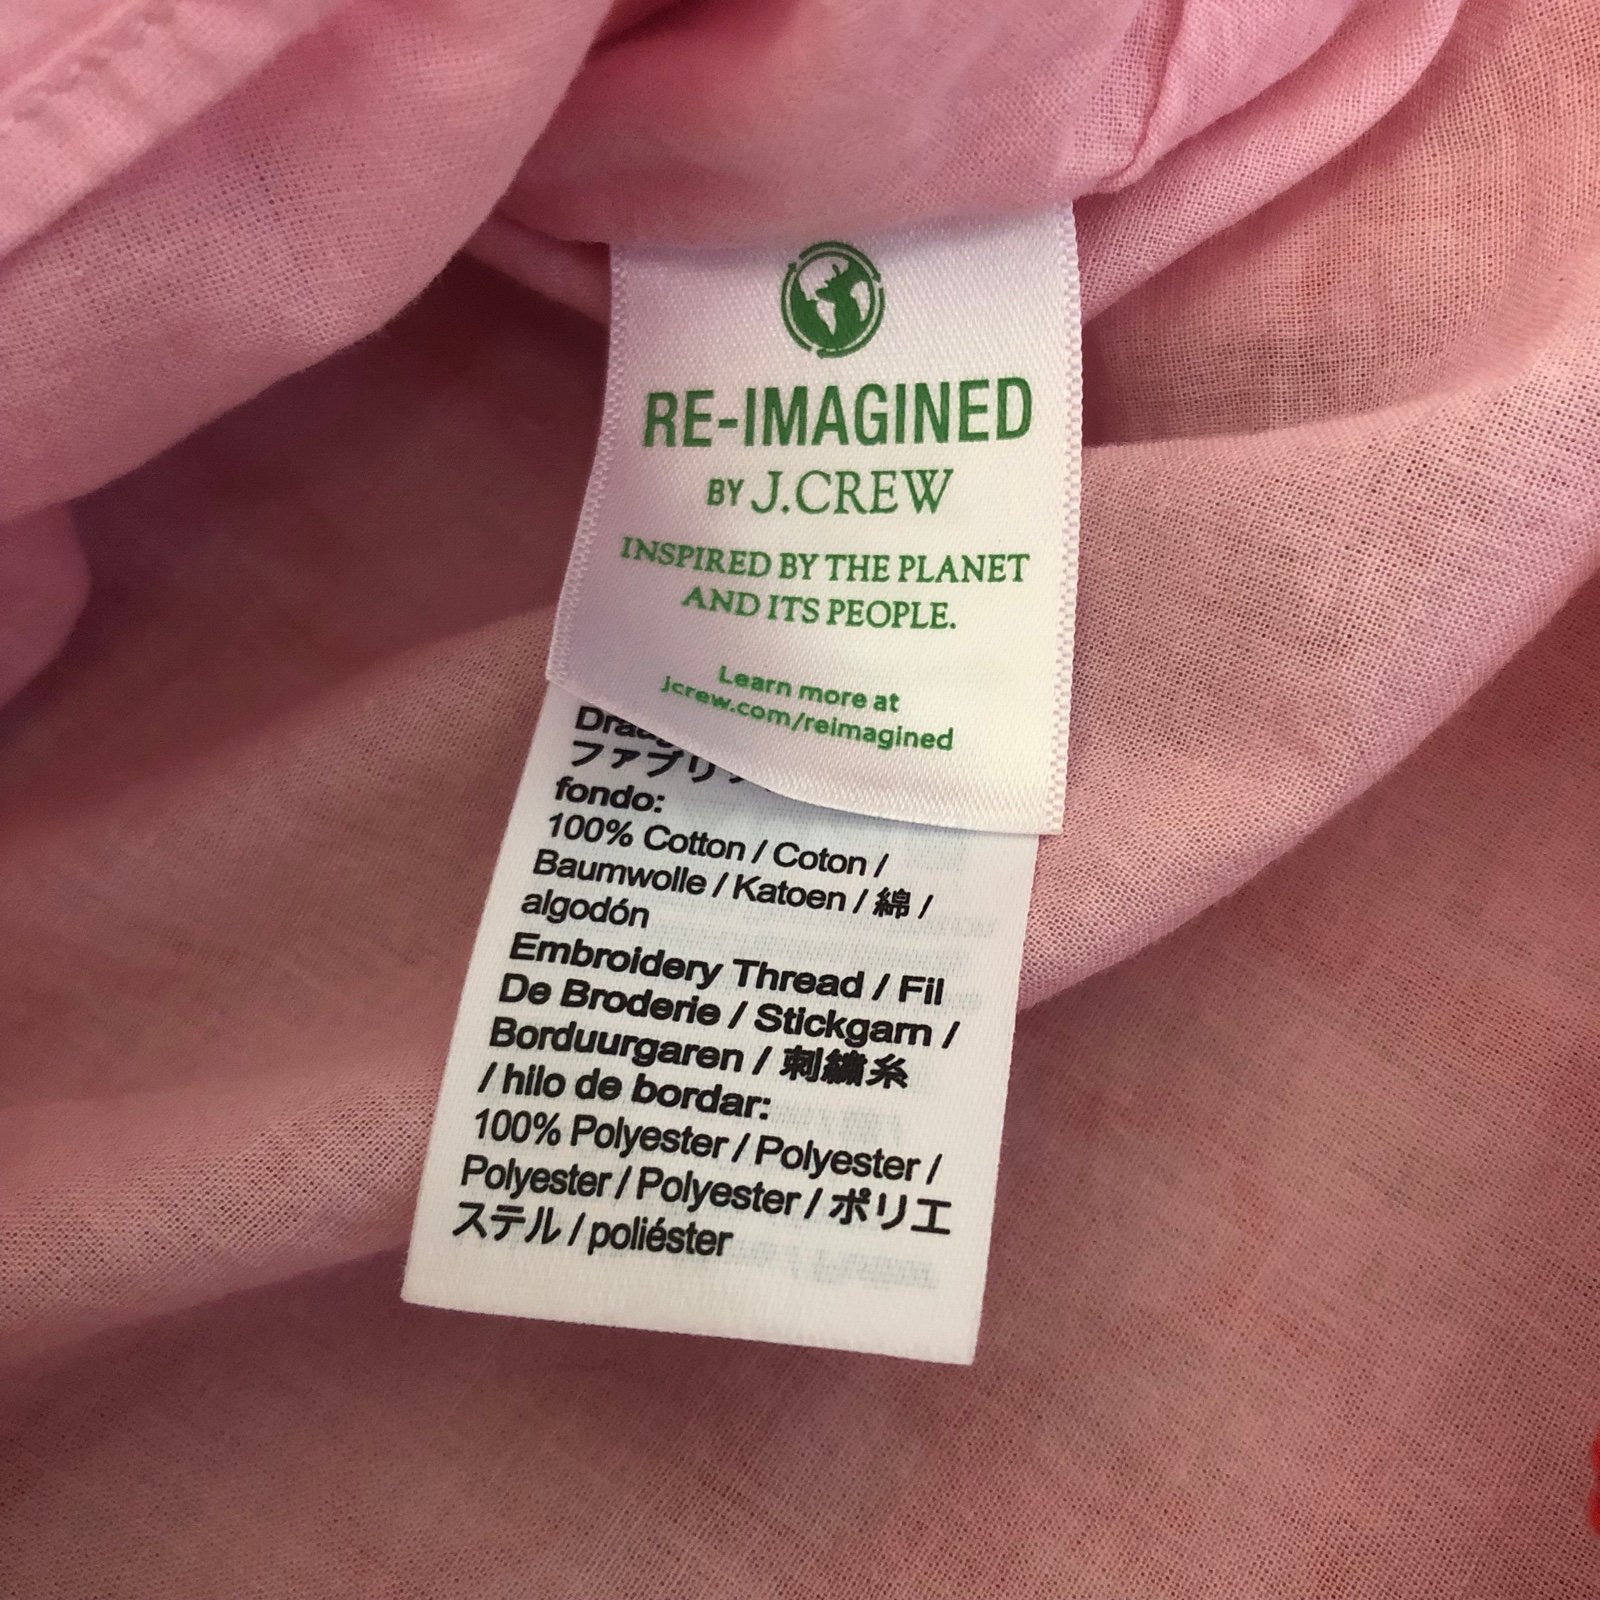 RE-IMAGINED
BY J.CREW
INSPIRED BY THE PLANET
AND ITS PEOPLE.
Learn more at
jcrew.com/reimagined
fondo:
100% Cotton / Coton /
Baumwolle / Katoen / 綿 /
algodón
Embroidery Thread / Fil
De Broderie / Stickgarn /
Borduurgaren / 刺繍糸
/ hilo de bordar:
100% Polyester / Polyester /
Polyester / Polyester / ポリエ
ステル / poliéster